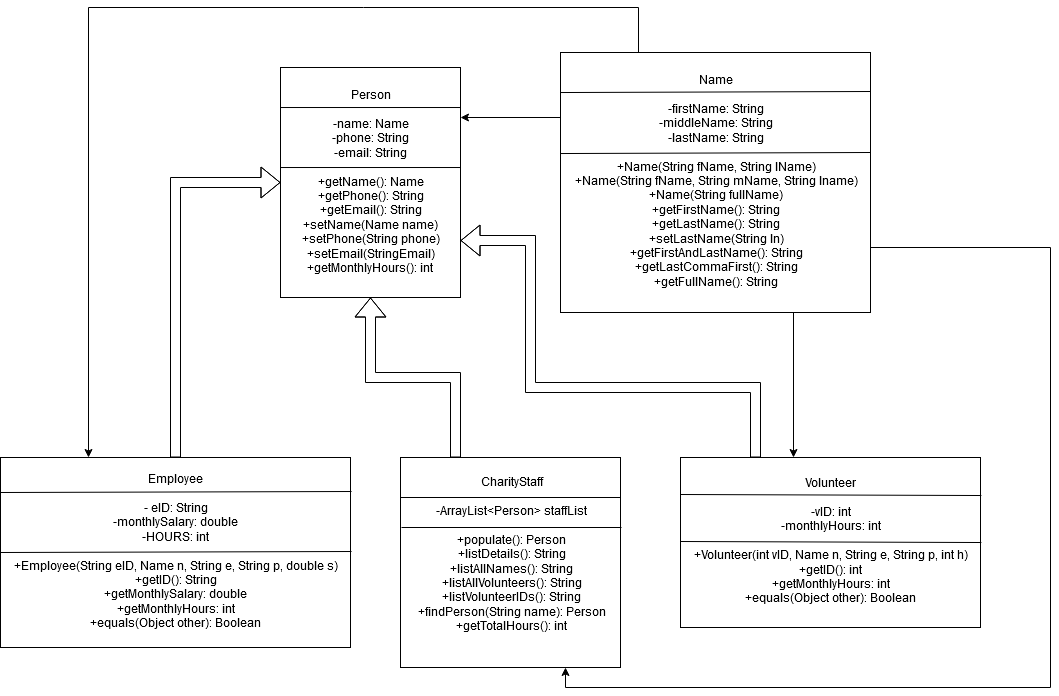 Person
-name: Name
-phone: String
-email: String
+getName(): Name
+getPhone(): String
+getEmail(): String
+setName(Name name)
+setPhone(String phone)
+setEmail(StringEmail)
+getMonthlyHours(): int
Name
-firstName: String
-middleName: String
-lastName: String
+Name(String fName, String lName)
+Name(String fName, String mName, String lname)
+Name(String fullName)
+getFirstName(): String
+getLastName(): String
+setLastName(String ln)
+getFirstAndLastName(): String
+getLastCommaFirst(): String
+getFullName(): String
Employee
- eID: String
-monthlySalary: double
-HOURS: int
+Employee(String eID, Name n, String e, String p, double s)
+getID(): String
+getMonthlySalary: double
+getMonthlyHours: int
+equals(Object other): Boolean
CharityStaff
-ArrayList<Person> staffList
+populate(): Person
+listDetails(): String
+listAllNames(): String
+listAllVolunteers(): String
+listVolunteerIDs(): String
+findPerson(String name): Person
+getTotalHours(): int
Volunteer
-vID: int
-monthlyHours: int
+Volunteer(int vID, Name n, String e, String p, int h)
+getID(): int
+getMonthlyHours: int
+equals(Object other): Boolean